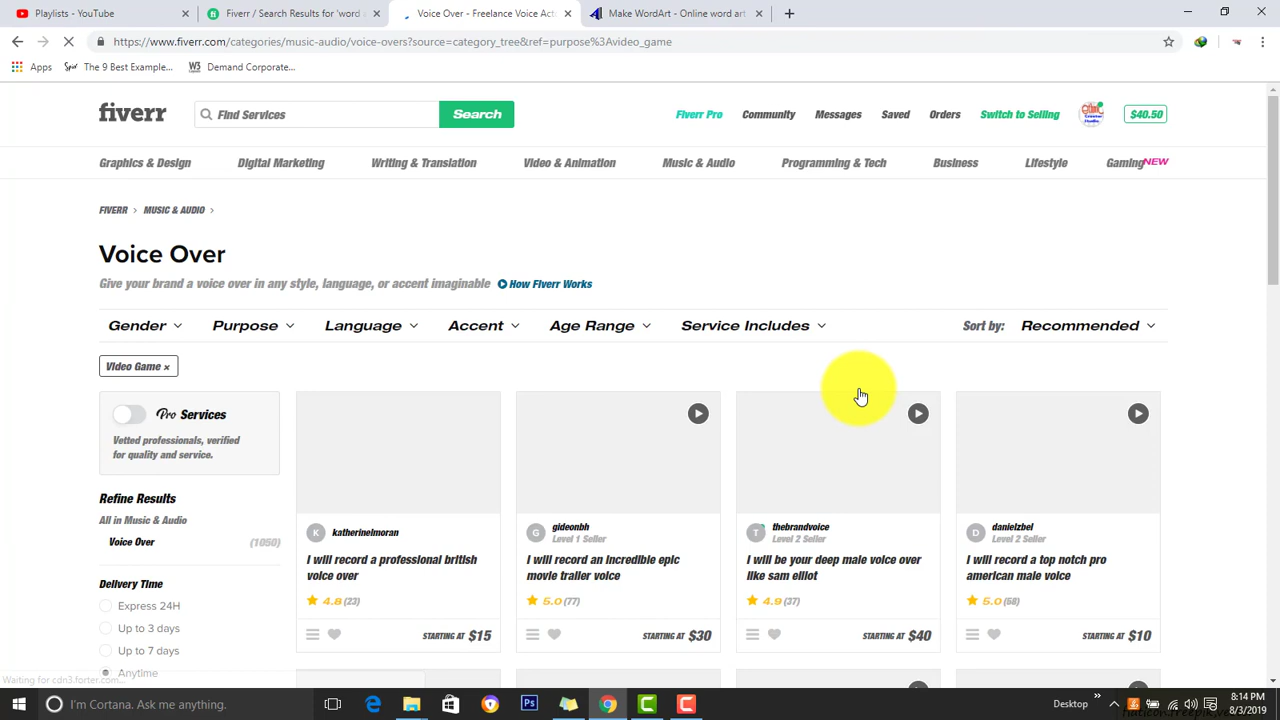 Playlists - YouTube
Fiverr / Search Results for 'word
Voice Over - Freelance Voice Act
Make WordArt - Online word art
https://www.fiverr.com/categories/music-audio/voice-overs?source=category_tree&ref=purpose%3Avideo_game
Apps The 9 Best Example... Demand Corporate...
fiverr Find Services Search Fiverr Pro Community Messages Saved Orders Switch to Selling $40.50
Graphics & Design Digital Marketing Writing & Translation Video & Animation Music & Audio Programming & Tech Business Lifestyle Gaming NEW
FIVERR > MUSIC & AUDIO >
Voice Over
Give your brand a voice over in any style, language, or accent imaginable How Fiverr Works
Gender Purpose Language Accent Age Range Service Includes Sort by: Recommended
Video Game ×
Pro Services
Vetted professionals, verified
for quality and service.
Refine Results
All in Music & Audio
Voice Over (1050)
Delivery Time
Express 24H
Up to 3 days
Up to 7 days
Anytime
K katherinelmoran
I will record a professional british
voice over
4.8 (23)
STARTING AT $15
G gideonbh
Level 1 Seller
I will record an incredible epic
movie trailer voice
5.0 (77)
STARTING AT $30
T thebrandvoice
Level 2 Seller
I will be your deep male voice over
like sam elliot
4.9 (37)
STARTING AT $40
D danielzbel
Level 2 Seller
I will record a top notch pro
american male voice
5.0 (58)
STARTING AT $10
Waiting for cdn3.forter.com...
I'm Cortana. Ask me anything.
Desktop
8:14 PM
8/3/2019